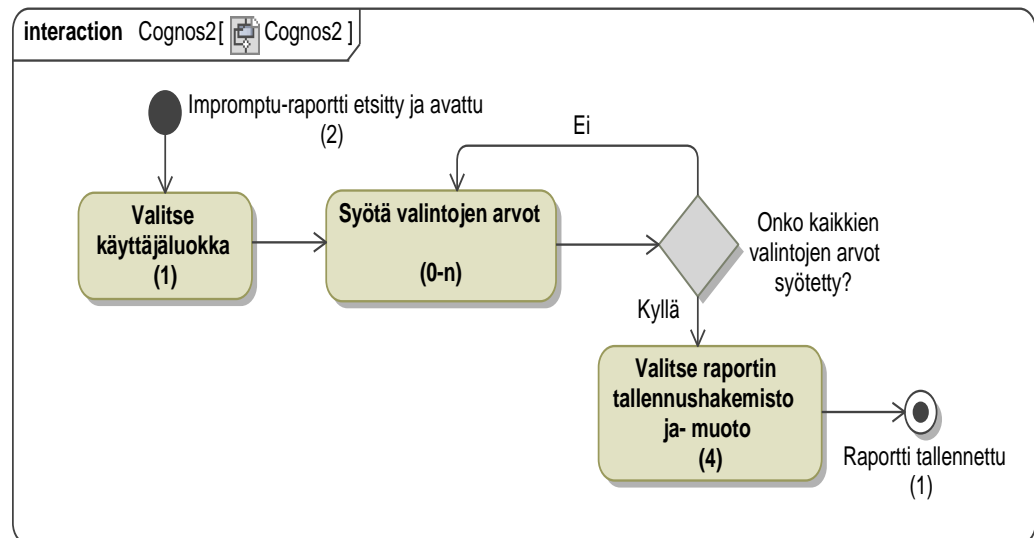 interaction Cognos2[ Cognos2 ]
Impromptu-raportti etsitty ja avattu
(2)
Ei
Valitse
käyttäjäluokka
(1)
Syötä valintojen arvot
(0-n)
Onko kaikkien
valintojen arvot
syötetty?
Kyllä
Valitse raportin
tallennushakemisto
ja- muoto
(4)
Raportti tallennettu
(1)